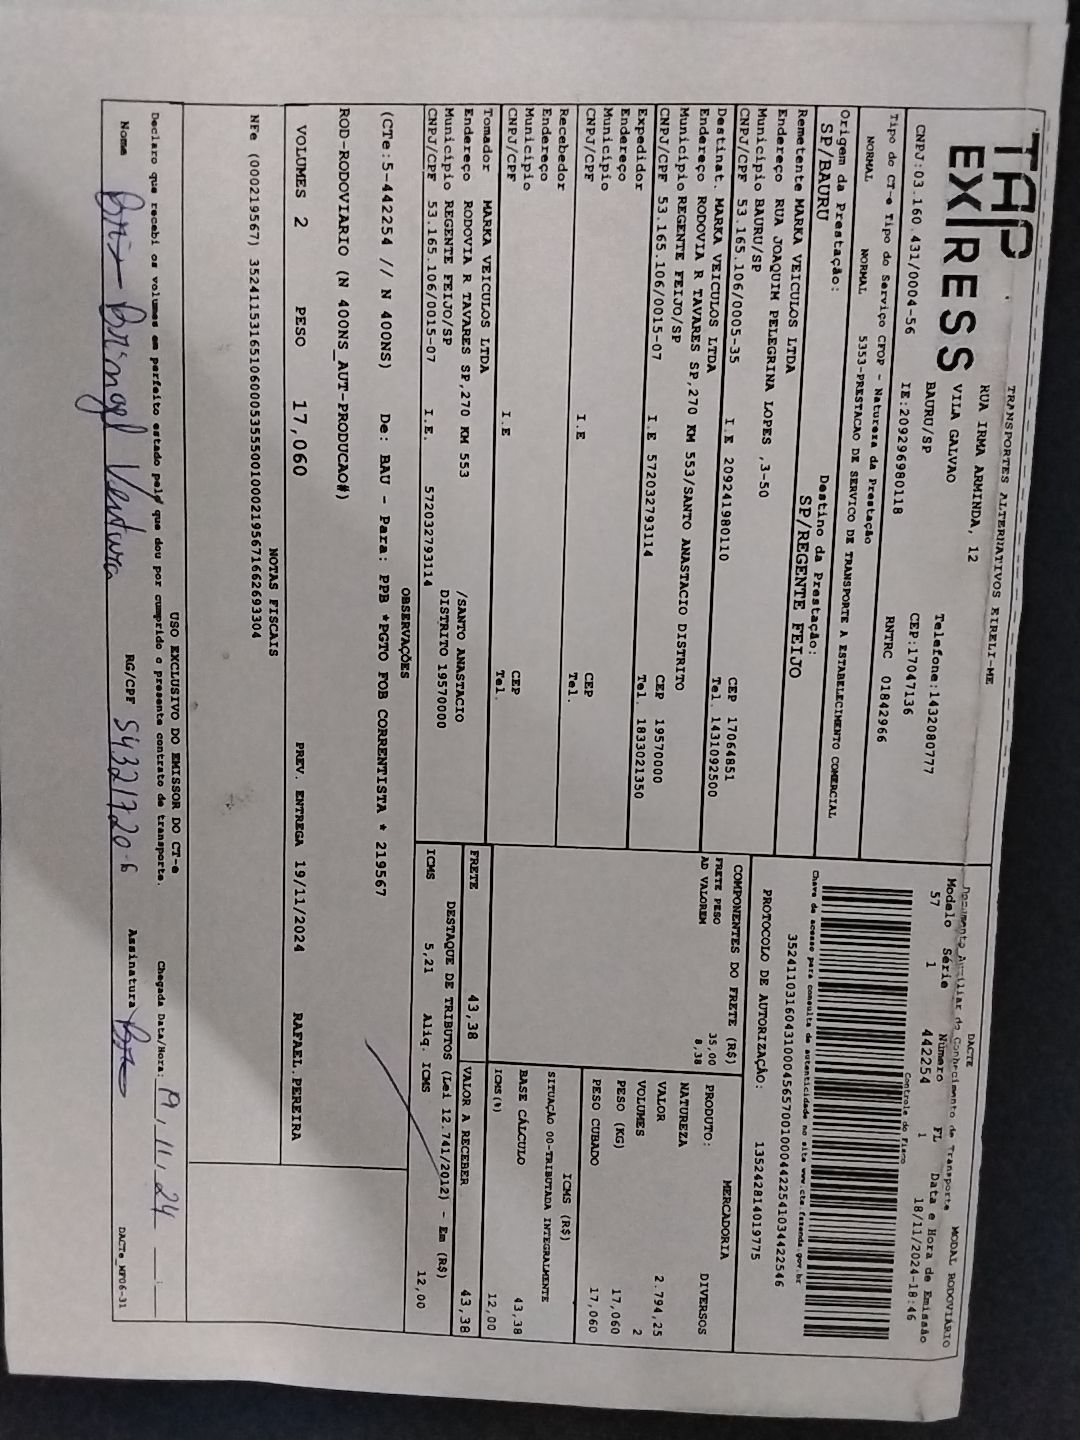 TAP EXPRESS
TRANSPORTES ALTERNATIVOS EIRELI-ME
RUA IRMA ARMINDA, 12
VILA GALVAO
BAURU/SP
Telefone:1432080777
CEP:17047136
CNPJ:03.160.431/0004-56
IE:209296980118
RNTRC 01842966
Tipo do CT-e Tipo do Serviço CFOP - Natureza da Prestação
NORMAL NORMAL 5353-PRESTACAO DE SERVICO DE TRANSPORTE A ESTABELECIMENTO COMERCIAL
Origem da Prestação: Destino da Prestação:
SP/BAURU SP/REGENTE FEIJO
Remetente MARKA VEICULOS LTDA
Endereço RUA JOAQUIM PELEGRINA LOPES ,3-50
Município BAURU/SP CEP 17064851
CNPJ/CPF 53.165.106/0005-35 I.E 209241980110 Tel. 1431092500
Destinat. MARKA VEICULOS LTDA
Endereço RODOVIA R TAVARES SP,270 KM 553/SANTO ANASTACIO DISTRITO
Município REGENTE FEIJO/SP CEP 19570000
CNPJ/CPF 53.165.106/0015-07 I.E 572032793114 Tel. 1833021350
Expedidor
Endereço
Município CEP
CNPJ/CPF I.E Tel.
Recebedor
Endereço
Município CEP
CNPJ/CPF I.E Tel.
Tomador MARKA VEICULOS LTDA
Endereço RODOVIA R TAVARES SP,270 KM 553 /SANTO ANASTACIO
Município REGENTE FEIJO/SP DISTRITO 19570000
CNPJ/CPF 53.165.106/0015-07 I.E. 572032793114
DACTE
Documento Auxiliar do Conhecimento de Transporte
MODAL RODOVIÁRIO
Modelo Série Número FL Data e Hora de Emissão
57 1 442254 1 18/11/2024-18:46
Controle do Fisco
Chave de acesso para consulta de autenticidade no site www.cte.fazenda.gov.br
PROTOCOLO DE AUTORIZAÇÃO: 135242814019775
COMPONENTES DO FRETE (R$)
FRETE PESO 35,00
AD VALOREM 8,38
MERCADORIA
PRODUTO: DIVERSOS
NATUREZA
VALOR 2.794,25
VOLUMES 2
PESO (KG) 17,060
PESO CUBADO 17,060
ICMS (R$)
SITUAÇÃO 00-TRIBUTADA INTEGRALMENTE
BASE CÁLCULO 43,38
ICMS(%) 12,00
FRETE 43,38 VALOR A RECEBER 43,38
DESTAQUE DE TRIBUTOS (Lei 12.741/2012) - Em (R$)
ICMS 5,21 Aliq. ICMS 12,00
OBSERVAÇÕES
(CTe:5-442254 // N 400NS) De: BAU - Para: PPB *PGTO FOB CORRENTISTA * 219567
ROD-RODOVIARIO (N 400NS_AUT-PRODUCAO#)
VOLUMES 2 PESO 17,060 PREV. ENTREGA 19/11/2024 RAFAEL.PEREIRA
NOTAS FISCAIS
NFe (000219567)
USO EXCLUSIVO DO EMISSOR DO CT-e
Declaro que recebi os volumes em perfeito estado pelo que dou por cumprido o presente contrato de transporte.
Chegada Data/Hora: 19,11,24
Nome Ventura RG/CPF 54321720-6 Assinatura
DACTe_MF06-31